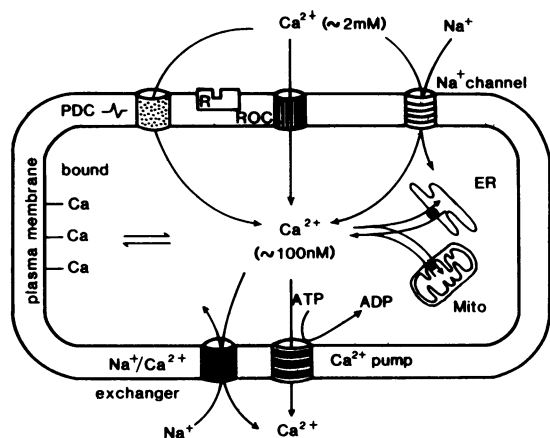 Ca2+ (~2mM)
Na+
Na+ channel
PDC
R
ROC
plasma membrane
bound
Ca
Ca
Ca
Ca2+
(~100nM)
ER
Mito
ATP
ADP
Na+/Ca2+
exchanger
Ca2+ pump
Na+
Ca2+